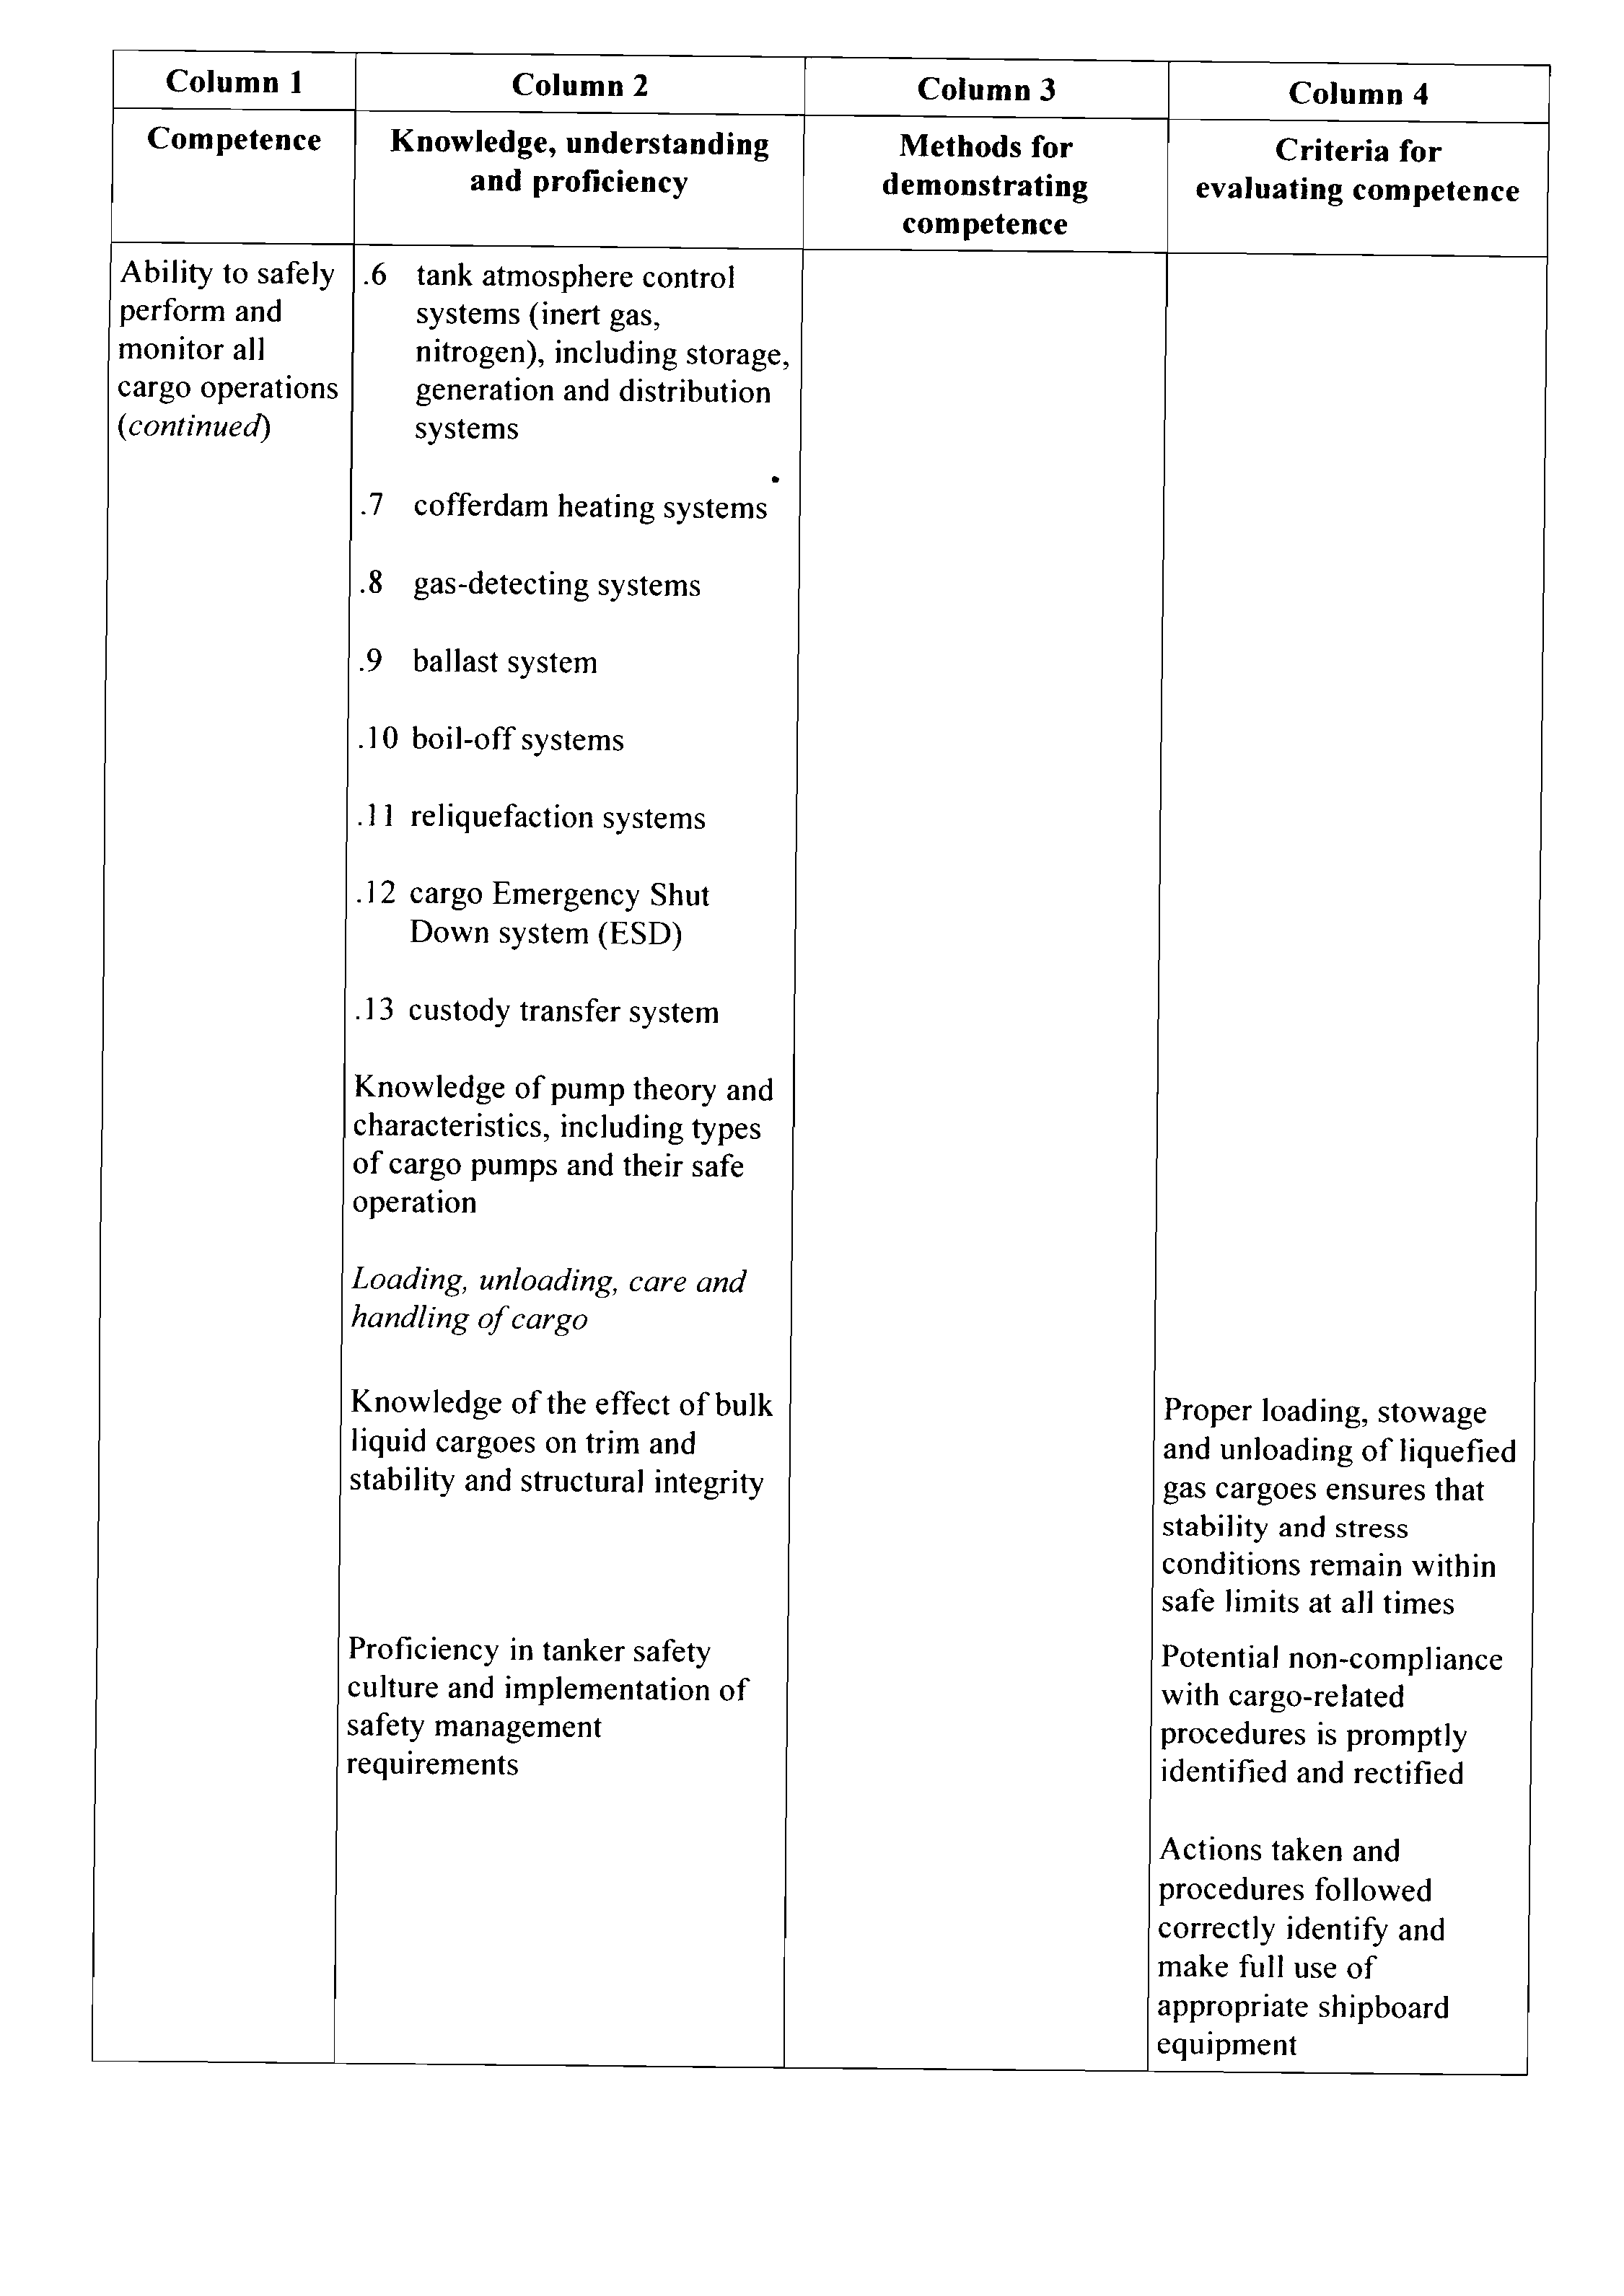 Column 1
Column 2
Column 3
Column 4
Competence
Knowledge, understanding
and proficiency
Methods for
demonstrating
competence
Criteria for
evaluating competence
Ability to safely
perform and
monitor all
cargo operations
(continued)
.6 tank atmosphere control
systems (inert gas,
nitrogen), including storage,
generation and distribution
systems
.7 cofferdam heating systems
.8 gas-detecting systems
.9 ballast system
.10 boil-off systems
.11 reliquefaction systems
.12 cargo Emergency Shut
Down system (ESD)
.13 custody transfer system
Knowledge of pump theory and
characteristics, including types
of cargo pumps and their safe
operation
Loading, unloading, care and
handling of cargo
Knowledge of the effect of bulk
liquid cargoes on trim and
stability and structural integrity
Proper loading, stowage
and unloading of liquefied
gas cargoes ensures that
stability and stress
conditions remain within
safe limits at all times
Proficiency in tanker safety
culture and implementation of
safety management
requirements
Potential non-compliance
with cargo-related
procedures is promptly
identified and rectified
Actions taken and
procedures followed
correctly identify and
make full use of
appropriate shipboard
equipment